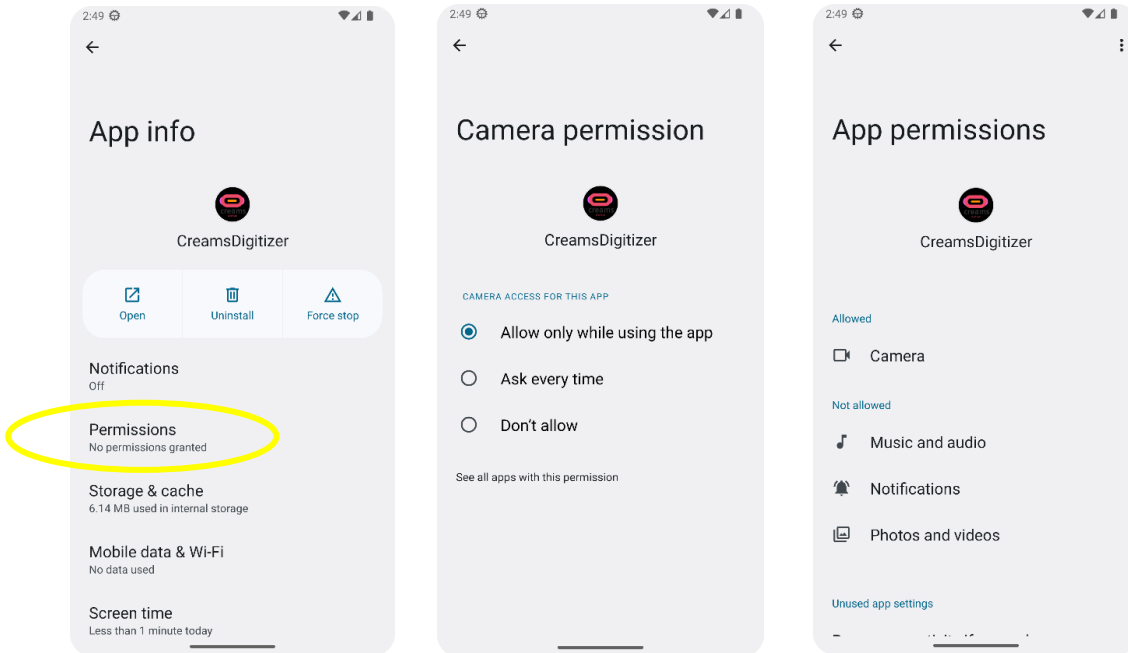 2:49
App info
creams
CreamsDigitizer
Open
Uninstall
Force stop
Notifications
Off
Permissions
No permissions granted
Storage & cache
6.14 MB used in internal storage
Mobile data & Wi-Fi
No data used
Screen time
Less than 1 minute today
2:49
Camera permission
creams
CreamsDigitizer
CAMERA ACCESS FOR THIS APP
Allow only while using the app
Ask every time
Don't allow
See all apps with this permission
2:49
App permissions
creams
CreamsDigitizer
Allowed
Camera
Not allowed
Music and audio
Notifications
Photos and videos
Unused app settings